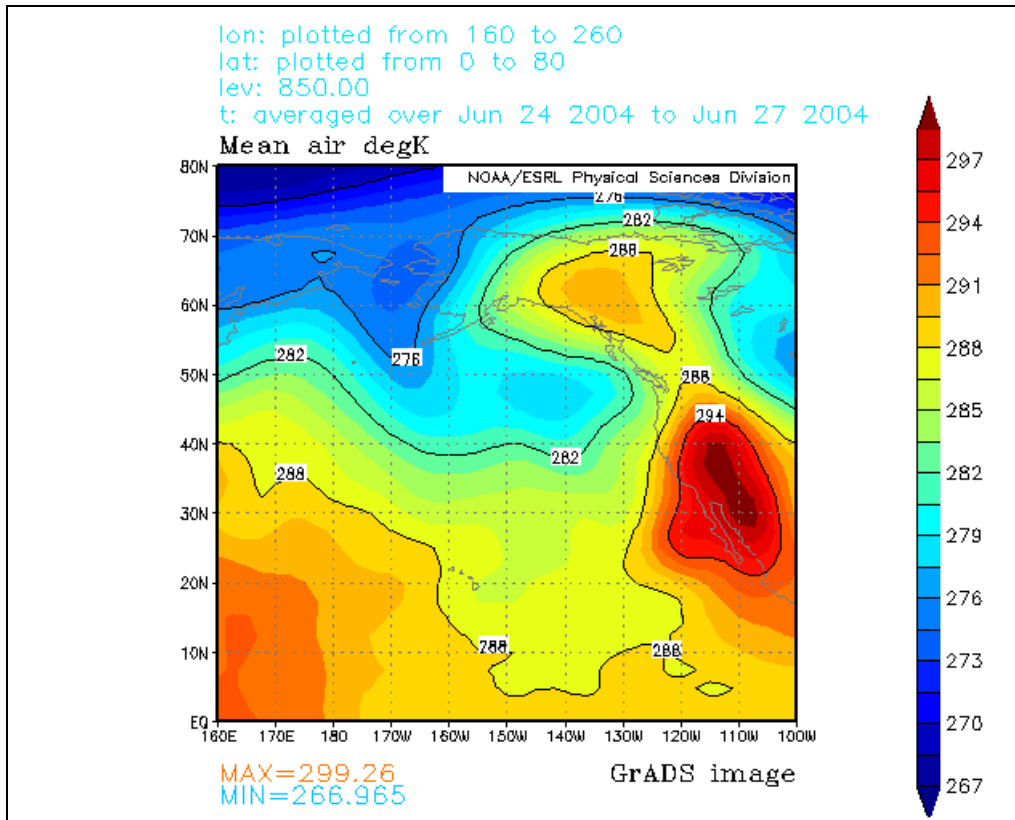 lon: plotted from 160 to 260
lat: plotted from 0 to 80
lev: 850.00
t: averaged over Jun 24 2004 to Jun 27 2004
Mean air degK
NOAA/ESRL Physical Sciences Division
80N
70N
60N
50N
40N
30N
20N
10N
EQ
160E 170E 180 170W 160W 150W 140W 130W 120W 110W 100W
276
282
288
276
282
288
294
282
288
288
288
297
294
291
288
285
282
279
276
273
270
267
MAX=299.26
MIN=266.965
GrADS image